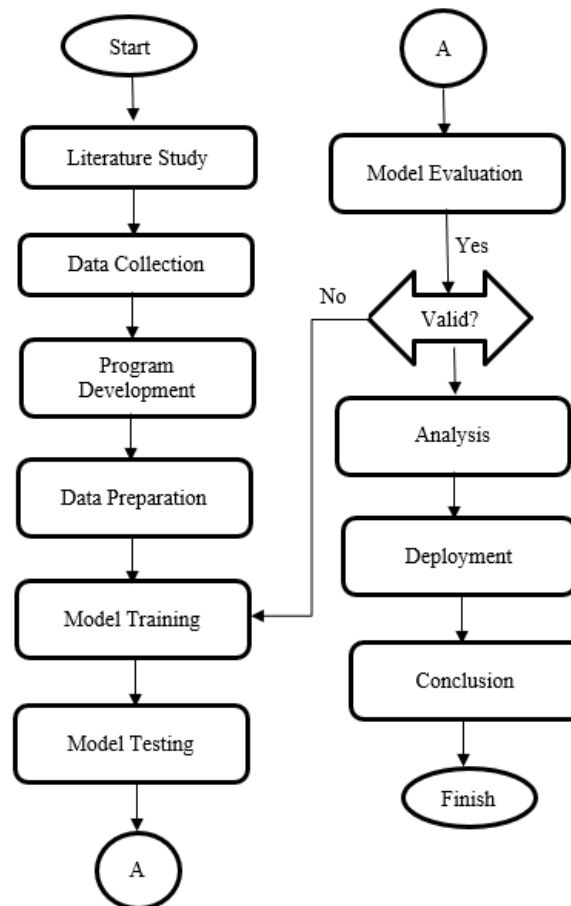 Start
Literature Study
Data Collection
Program
Development
Data Preparation
Model Training
Model Testing
A
A
Model Evaluation
Yes
No
Valid?
Analysis
Deployment
Conclusion
Finish